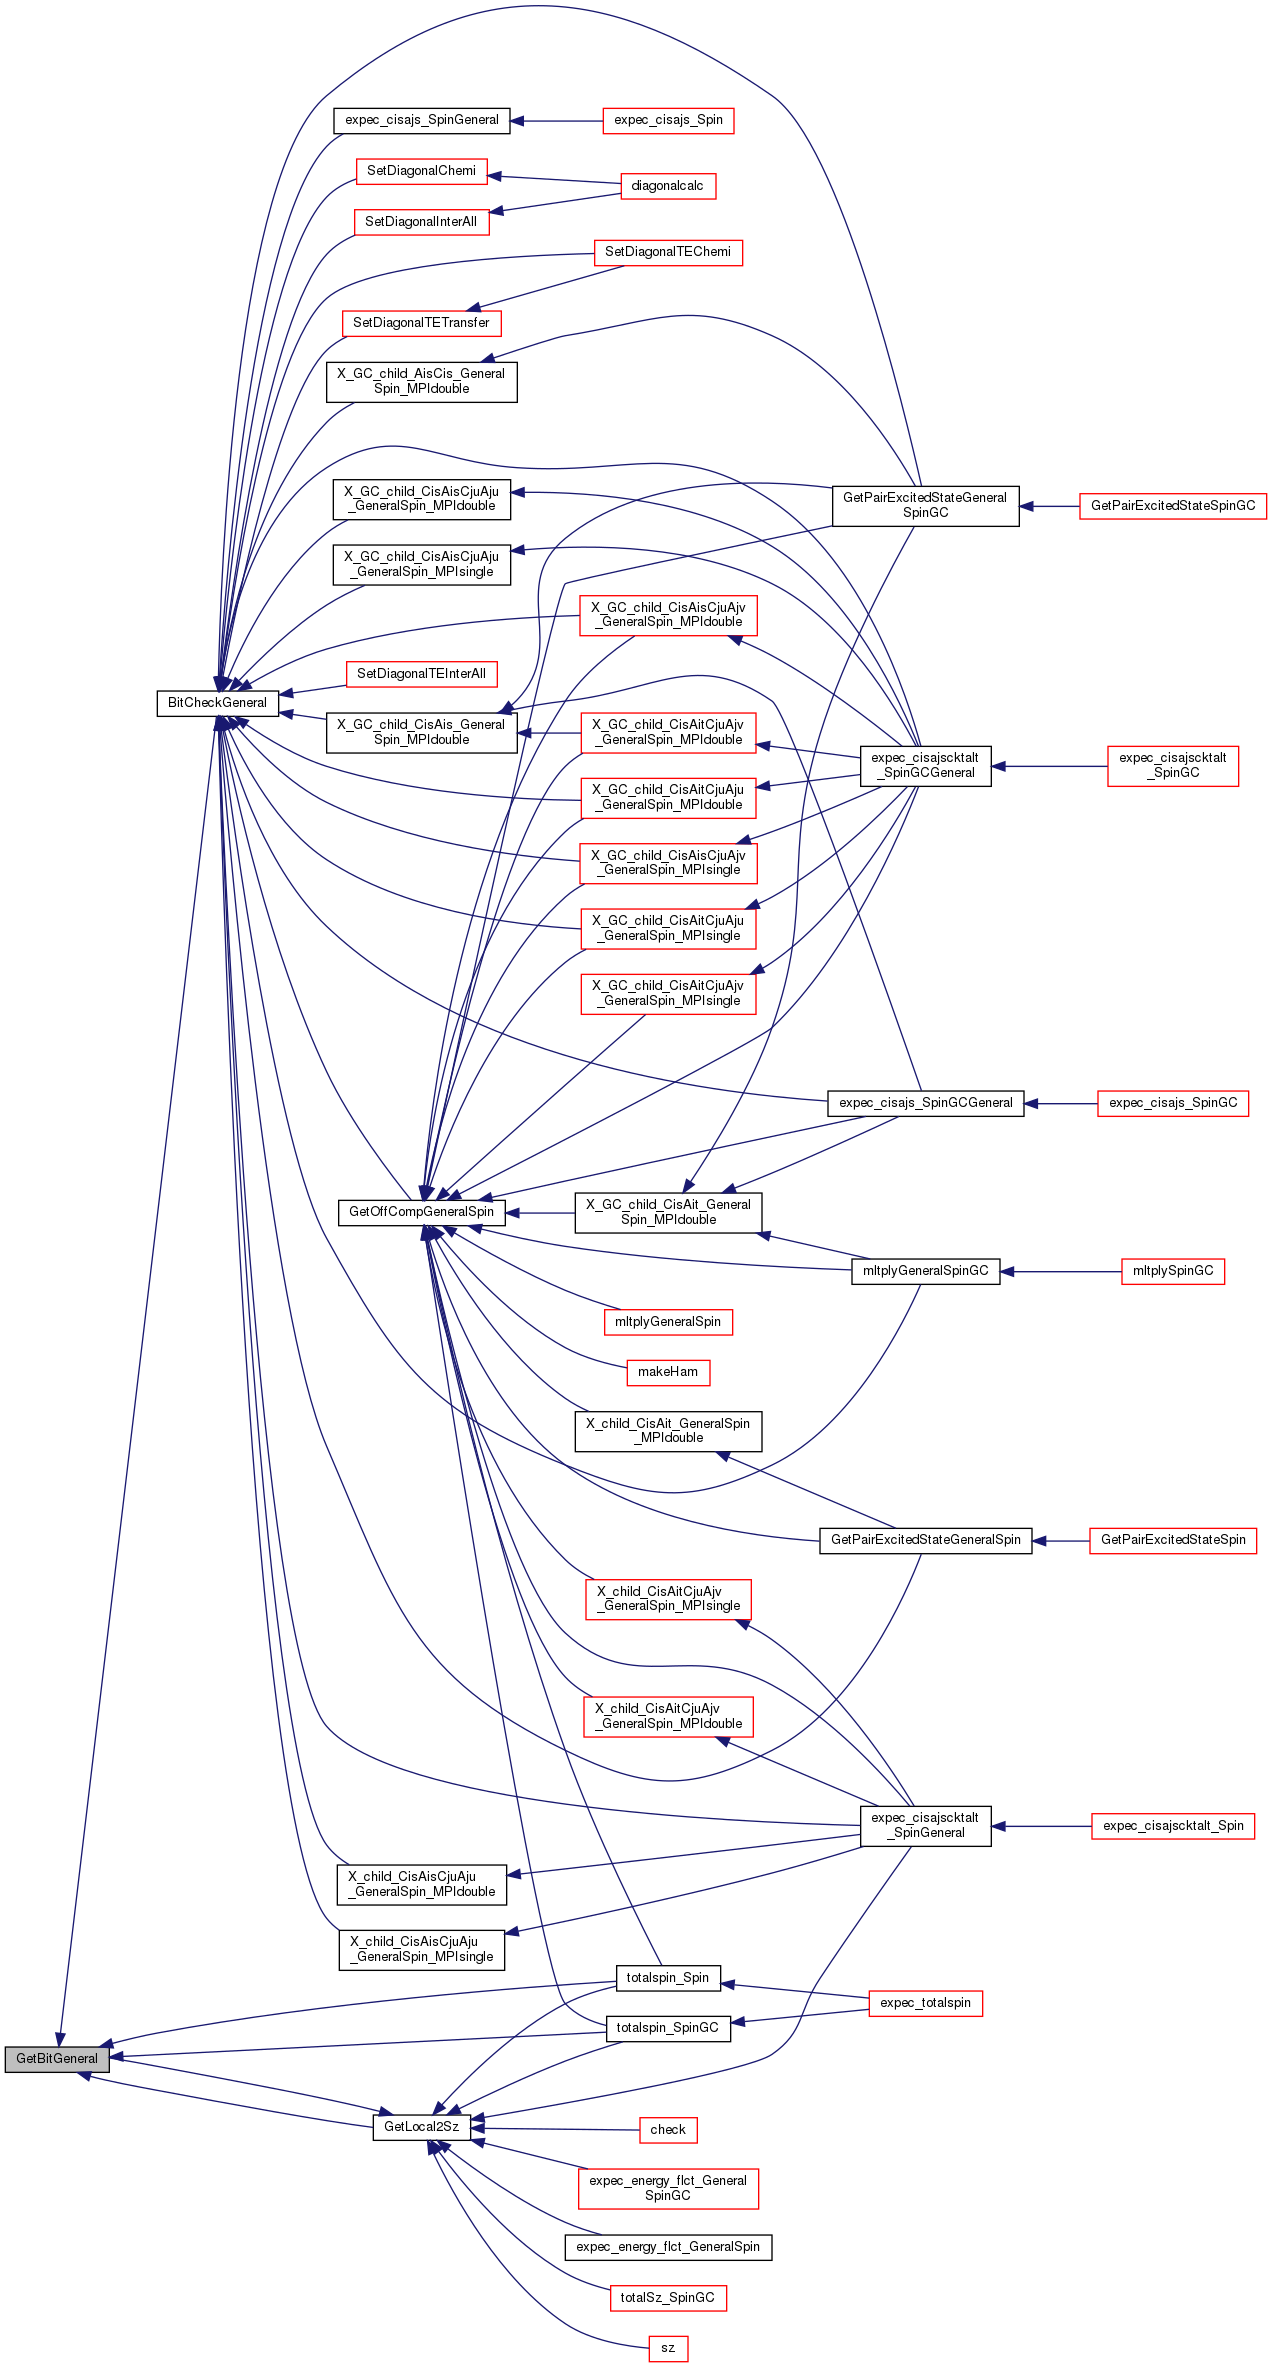 expec_cisajs_SpinGeneral
expec_cisajs_Spin
SetDiagonalChemi
diagonalcalc
SetDiagonalInterAll
SetDiagonalTEChemi
SetDiagonalTETransfer
X_GC_child_AisCis_General
Spin_MPIdouble
X_GC_child_CisAisCjuAju
_GeneralSpin_MPIdouble
GetPairExcitedStateGeneral
SpinGC
GetPairExcitedStateSpinGC
X_GC_child_CisAisCjuAju
_GeneralSpin_MPIsingle
X_GC_child_CisAisCjuAjv
_GeneralSpin_MPIdouble
SetDiagonalTEInterAll
BitCheckGeneral
X_GC_child_CisAis_General
Spin_MPIdouble
X_GC_child_CisAitCjuAjv
_GeneralSpin_MPIdouble
expec_cisajscktalt
_SpinGCGeneral
expec_cisajscktalt
_SpinGC
X_GC_child_CisAitCjuAju
_GeneralSpin_MPIdouble
X_GC_child_CisAisCjuAjv
_GeneralSpin_MPIsingle
X_GC_child_CisAitCjuAju
_GeneralSpin_MPIsingle
X_GC_child_CisAitCjuAjv
_GeneralSpin_MPIsingle
expec_cisajs_SpinGCGeneral
expec_cisajs_SpinGC
GetOffCompGeneralSpin
X_GC_child_CisAit_General
Spin_MPIdouble
mltplyGeneralSpinGC
mltplySpinGC
mltplyGeneralSpin
makeHam
X_child_CisAit_GeneralSpin
_MPIdouble
GetPairExcitedStateGeneralSpin
GetPairExcitedStateSpin
X_child_CisAitCjuAjv
_GeneralSpin_MPIsingle
X_child_CisAitCjuAjv
_GeneralSpin_MPIdouble
expec_cisajscktalt
_SpinGeneral
expec_cisajscktalt_Spin
X_child_CisAisCjuAju
_GeneralSpin_MPIdouble
X_child_CisAisCjuAju
_GeneralSpin_MPIsingle
totalspin_Spin
expec_totalspin
totalspin_SpinGC
GetBitGeneral
GetLocal2Sz
check
expec_energy_flct_General
SpinGC
expec_energy_flct_GeneralSpin
totalSz_SpinGC
sz